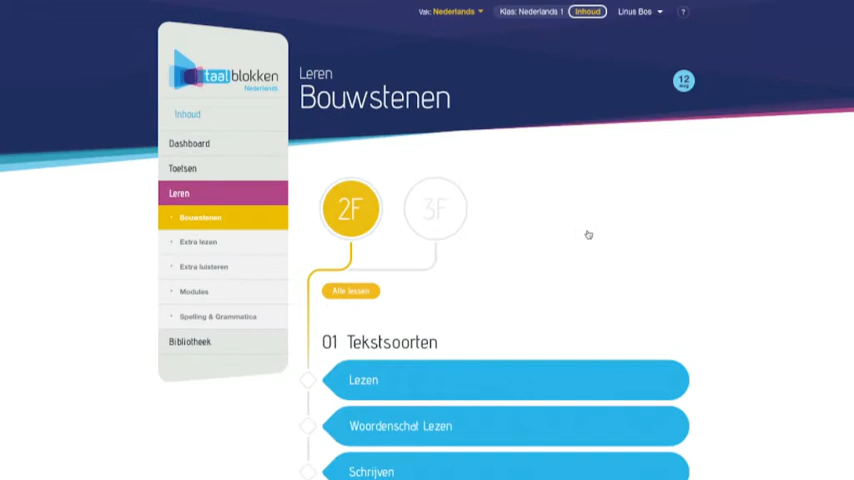 Vak: Nederlands
Klas: Nederlands 1
Inhoud
Linus Bos
?
taalblokken
Nederlands
Leren
Bouwstenen
12
Aug
Inhoud
Dashboard
Toetsen
Leren
Bouwstenen
Extra lezen
Extra luisteren
Modules
Spelling & Grammatica
Bibliotheek
2F
3F
Alle lessen
01 Tekstsoorten
Lezen
Woordenschat Lezen
Schrijven